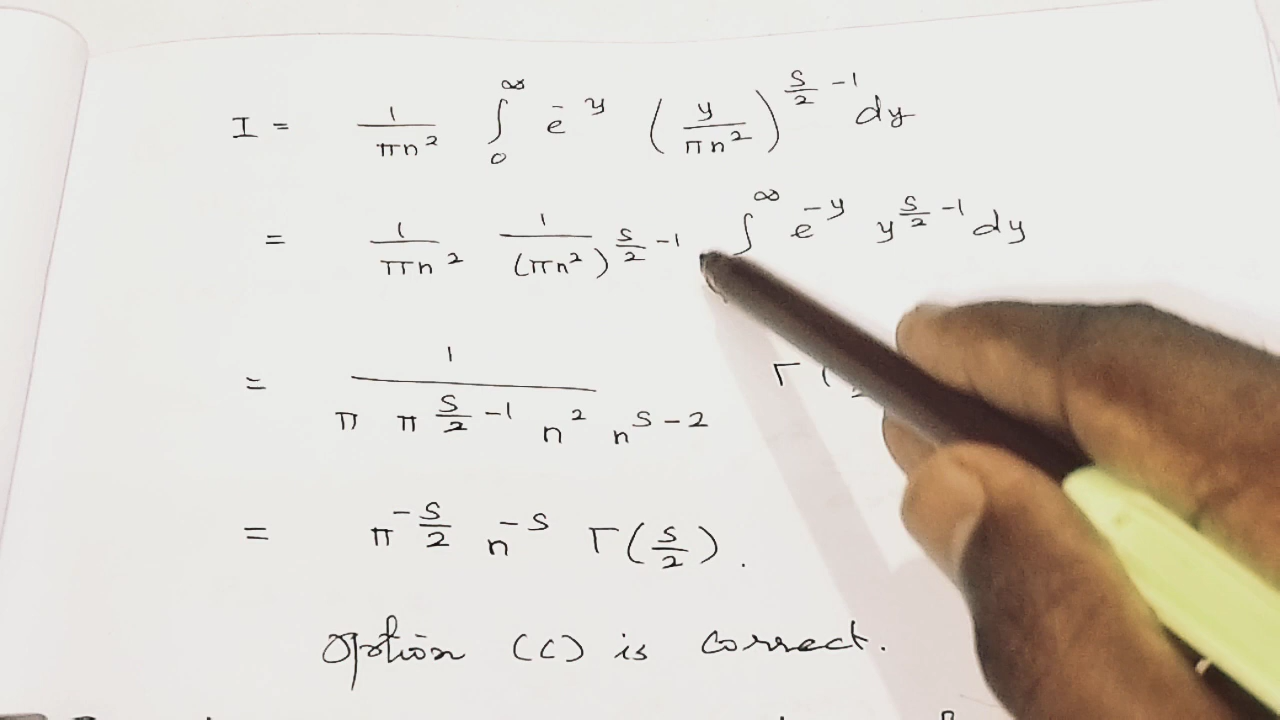 I = 1/(πn²) ∫₀^∞ e^(-y) (y/(πn²))^(s/2 - 1) dy
= 1/(πn²) 1/(πn²)^(s/2 - 1) ∫^∞ e^(-y) y^(s/2 - 1) dy
= 1/(π π^(s/2 - 1) n² n^(s-2)) Γ(
= π^(-s/2) n^(-s) Γ(s/2).
option (c) is correct.